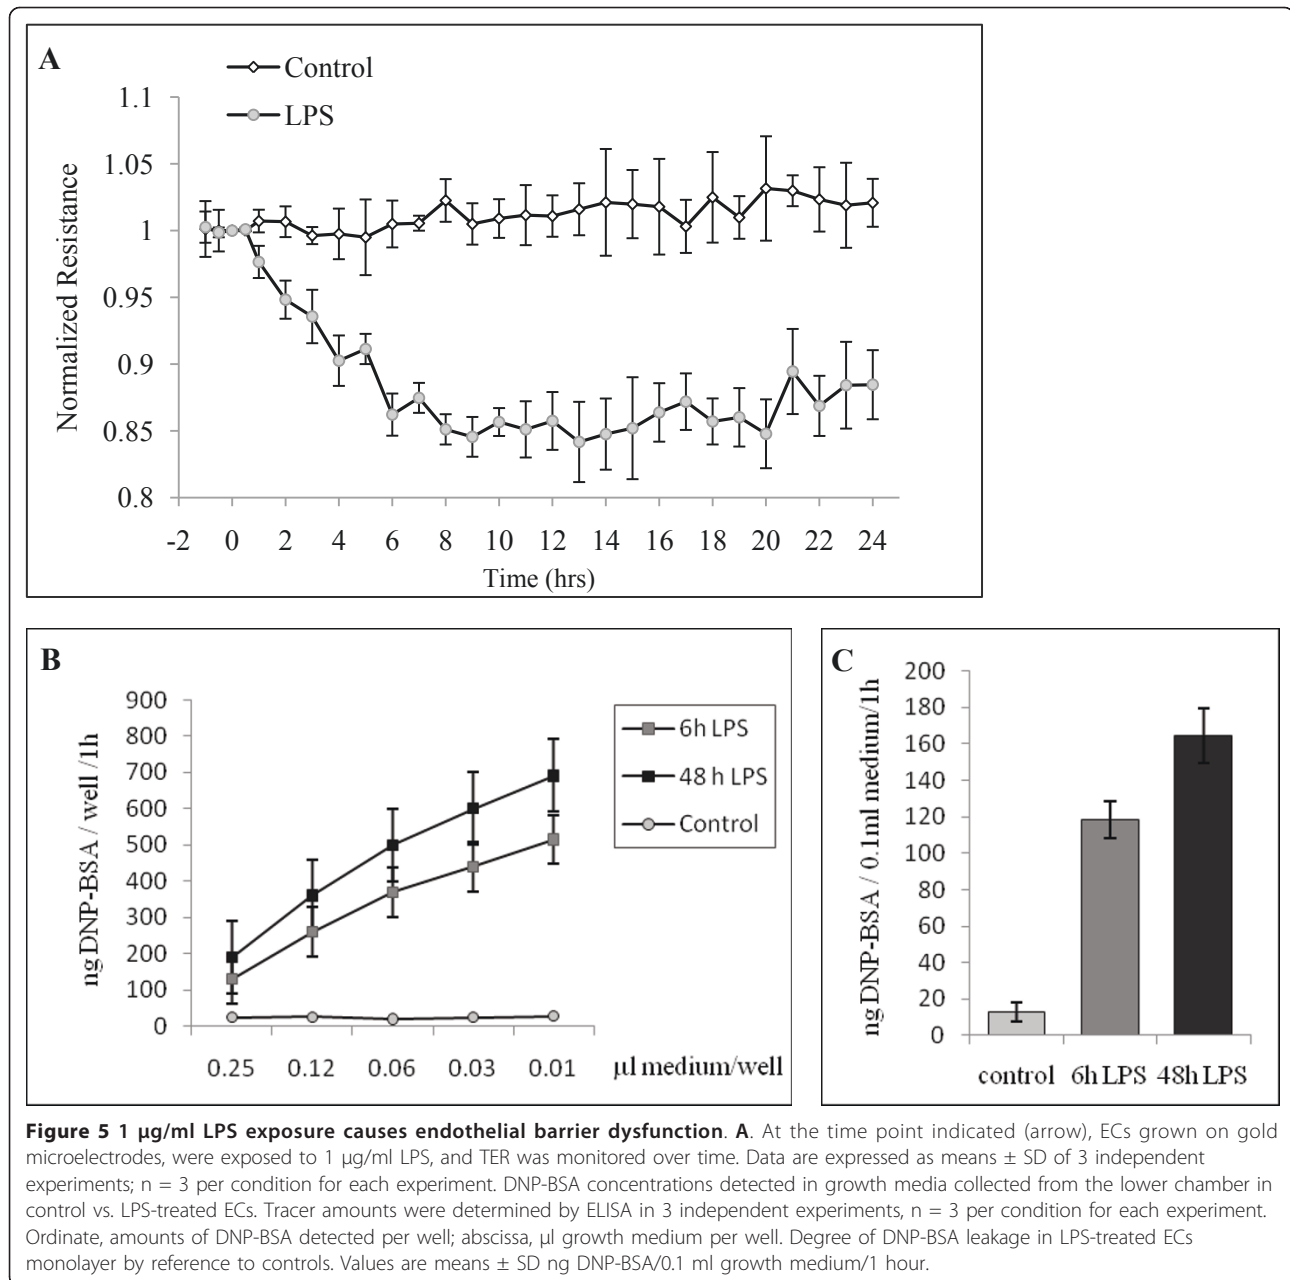 A
Control
LPS
1.1
1.05
1
0.95
0.9
0.85
0.8
Normalized Resistance
-2 0 2 4 6 8 10 12 14 16 18 20 22 24
Time (hrs)
B
900
800
700
600
500
400
300
200
100
0
ng DNP-BSA / well /1h
6h LPS
48 h LPS
Control
0.25 0.12 0.06 0.03 0.01 µl medium/well
C
200
180
160
140
120
100
80
60
40
20
0
ng DNP-BSA / 0.1ml medium/1h
control 6h LPS 48h LPS
Figure 5 1 µg/ml LPS exposure causes endothelial barrier dysfunction. A. At the time point indicated (arrow), ECs grown on gold
microelectrodes, were exposed to 1 µg/ml LPS, and TER was monitored over time. Data are expressed as means ± SD of 3 independent
experiments; n = 3 per condition for each experiment. DNP-BSA concentrations detected in growth media collected from the lower chamber in
control vs. LPS-treated ECs. Tracer amounts were determined by ELISA in 3 independent experiments, n = 3 per condition for each experiment.
Ordinate, amounts of DNP-BSA detected per well; abscissa, µl growth medium per well. Degree of DNP-BSA leakage in LPS-treated ECs
monolayer by reference to controls. Values are means ± SD ng DNP-BSA/0.1 ml growth medium/1 hour.